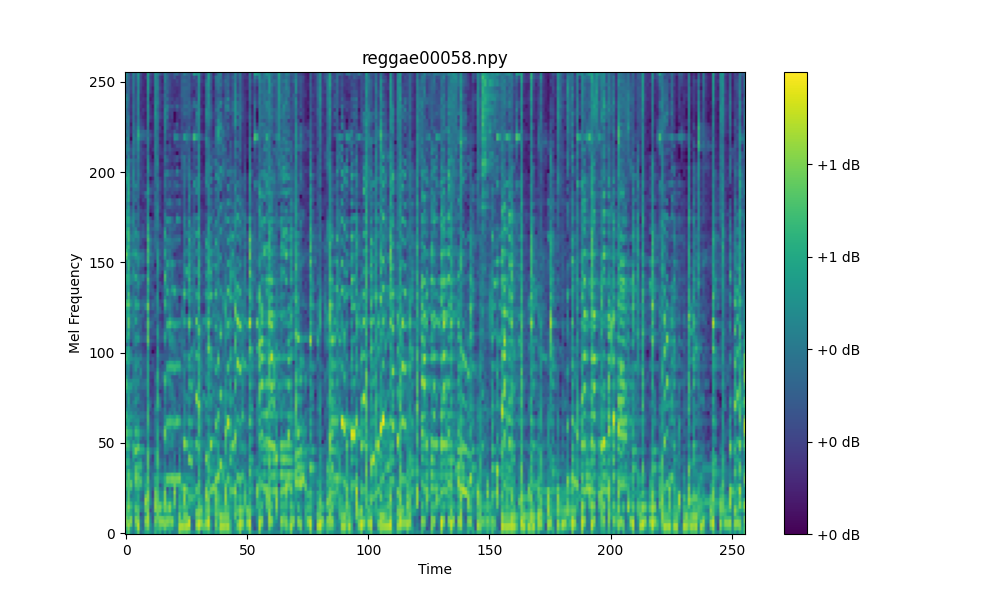 reggae00058.npy
250
200
150
100
50
0
Mel Frequency
0 50 100 150 200 250
Time
+1 dB
+1 dB
+0 dB
+0 dB
+0 dB